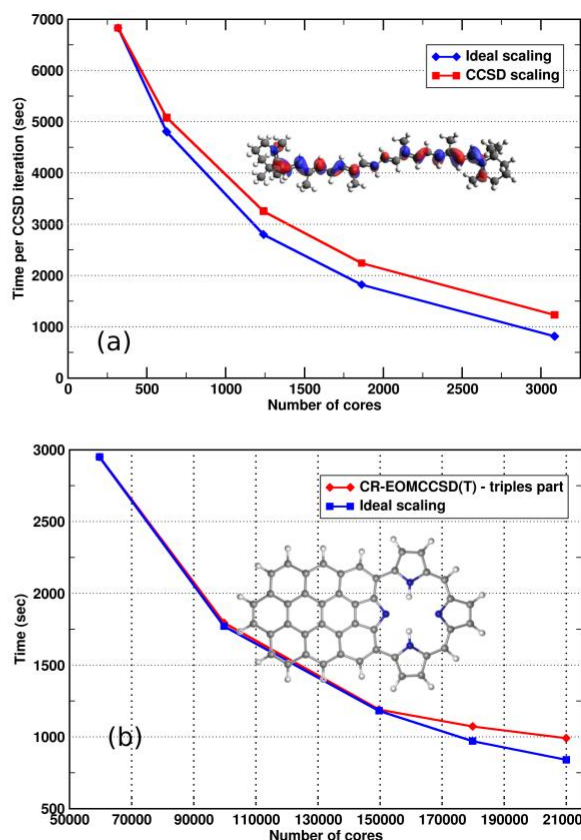 7000
6000
5000
4000
3000
2000
1000
0
Time per CCSD iteration (sec)
Ideal scaling
CCSD scaling
(a)
0 500 1000 1500 2000 2500 3000
Number of cores
3000
2500
2000
1500
1000
500
Time (sec)
CR-EOMCCSD(T) - triples part
Ideal scaling
(b)
50000 70000 90000 110000 130000 150000 170000 190000 210000
Number of cores